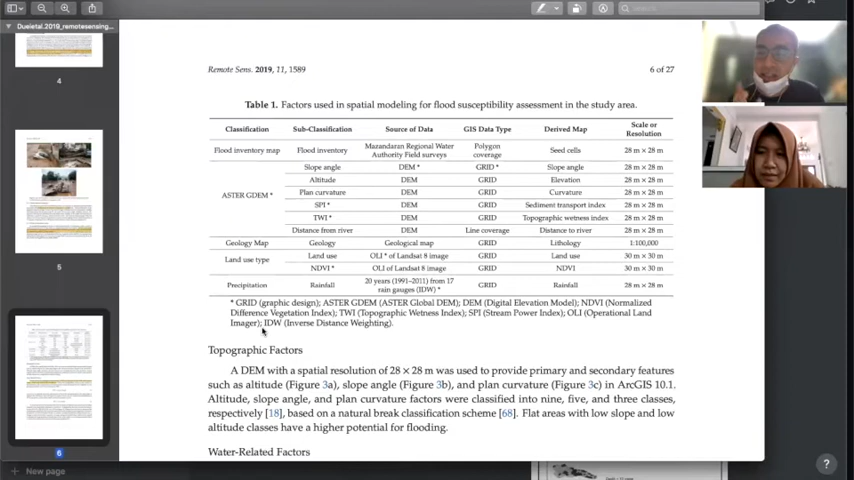 Dueietal.2019_remotesensing...
search
4
5
6
New page
Remote Sens. 2019, 11, 1589
6 of 27
Table 1. Factors used in spatial modeling for flood susceptibility assessment in the study area.
Classification Sub-Classification Source of Data GIS Data Type Derived Map Scale or Resolution
Flood inventory map Flood inventory Mazandaran Regional Water Authority Field surveys Polygon coverage Seed cells 28 m × 28 m
ASTER GDEM * Slope angle DEM * GRID * Slope angle 28 m × 28 m
Altitude DEM GRID Elevation 28 m × 28 m
Plan curvature DEM GRID Curvature 28 m × 28 m
SPI * DEM GRID Sediment transport index 28 m × 28 m
TWI * DEM GRID Topographic wetness index 28 m × 28 m
Distance from river DEM Line coverage Distance to river 28 m × 28 m
Geology Map Geology Geological map GRID Lithology 1:100,000
Land use type Land use OLI * of Landsat 8 image GRID Land use 30 m × 30 m
NDVI * OLI of Landsat 8 image GRID NDVI 30 m × 30 m
Precipitation Rainfall 20 years (1991–2011) from 17 rain gauges (IDW) * GRID Rainfall 28 m × 28 m
* GRID (graphic design); ASTER GDEM (ASTER Global DEM); DEM (Digital Elevation Model); NDVI (Normalized
Difference Vegetation Index); TWI (Topographic Wetness Index); SPI (Stream Power Index); OLI (Operational Land
Imager); IDW (Inverse Distance Weighting).
Topographic Factors
A DEM with a spatial resolution of 28 × 28 m was used to provide primary and secondary features
such as altitude (Figure 3a), slope angle (Figure 3b), and plan curvature (Figure 3c) in ArcGIS 10.1.
Altitude, slope angle, and plan curvature factors were classified into nine, five, and three classes,
respectively [18], based on a natural break classification scheme [68]. Flat areas with low slope and low
altitude classes have a higher potential for flooding.
Water-Related Factors